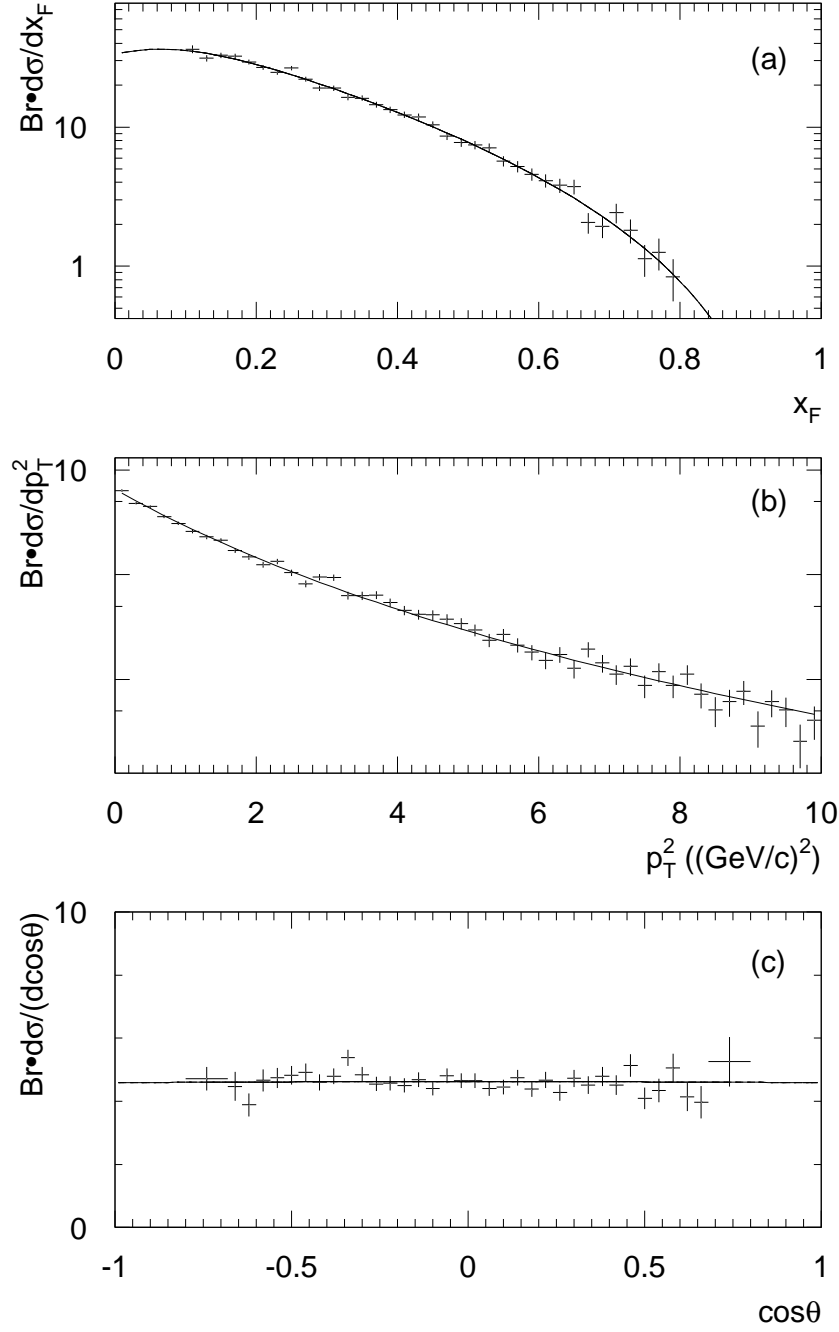 Br•dσ/dx_F
(a)
10
1
0 0.2 0.4 0.6 0.8 1
x_F
Br•dσ/dp_T^2
10
(b)
0 2 4 6 8 10
p_T^2 ((GeV/c)^2)
Br•dσ/(dcosθ)
10
(c)
0
-1 -0.5 0 0.5 1
cosθ